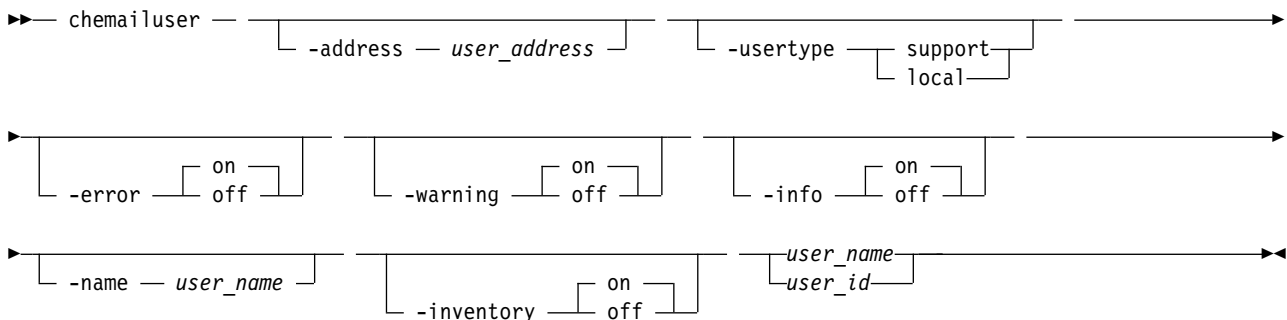 chemailuser
-address user_address
-usertype support
local
-error on
off
-warning on
off
-info on
off
-name user_name
-inventory on
off
user_name
user_id